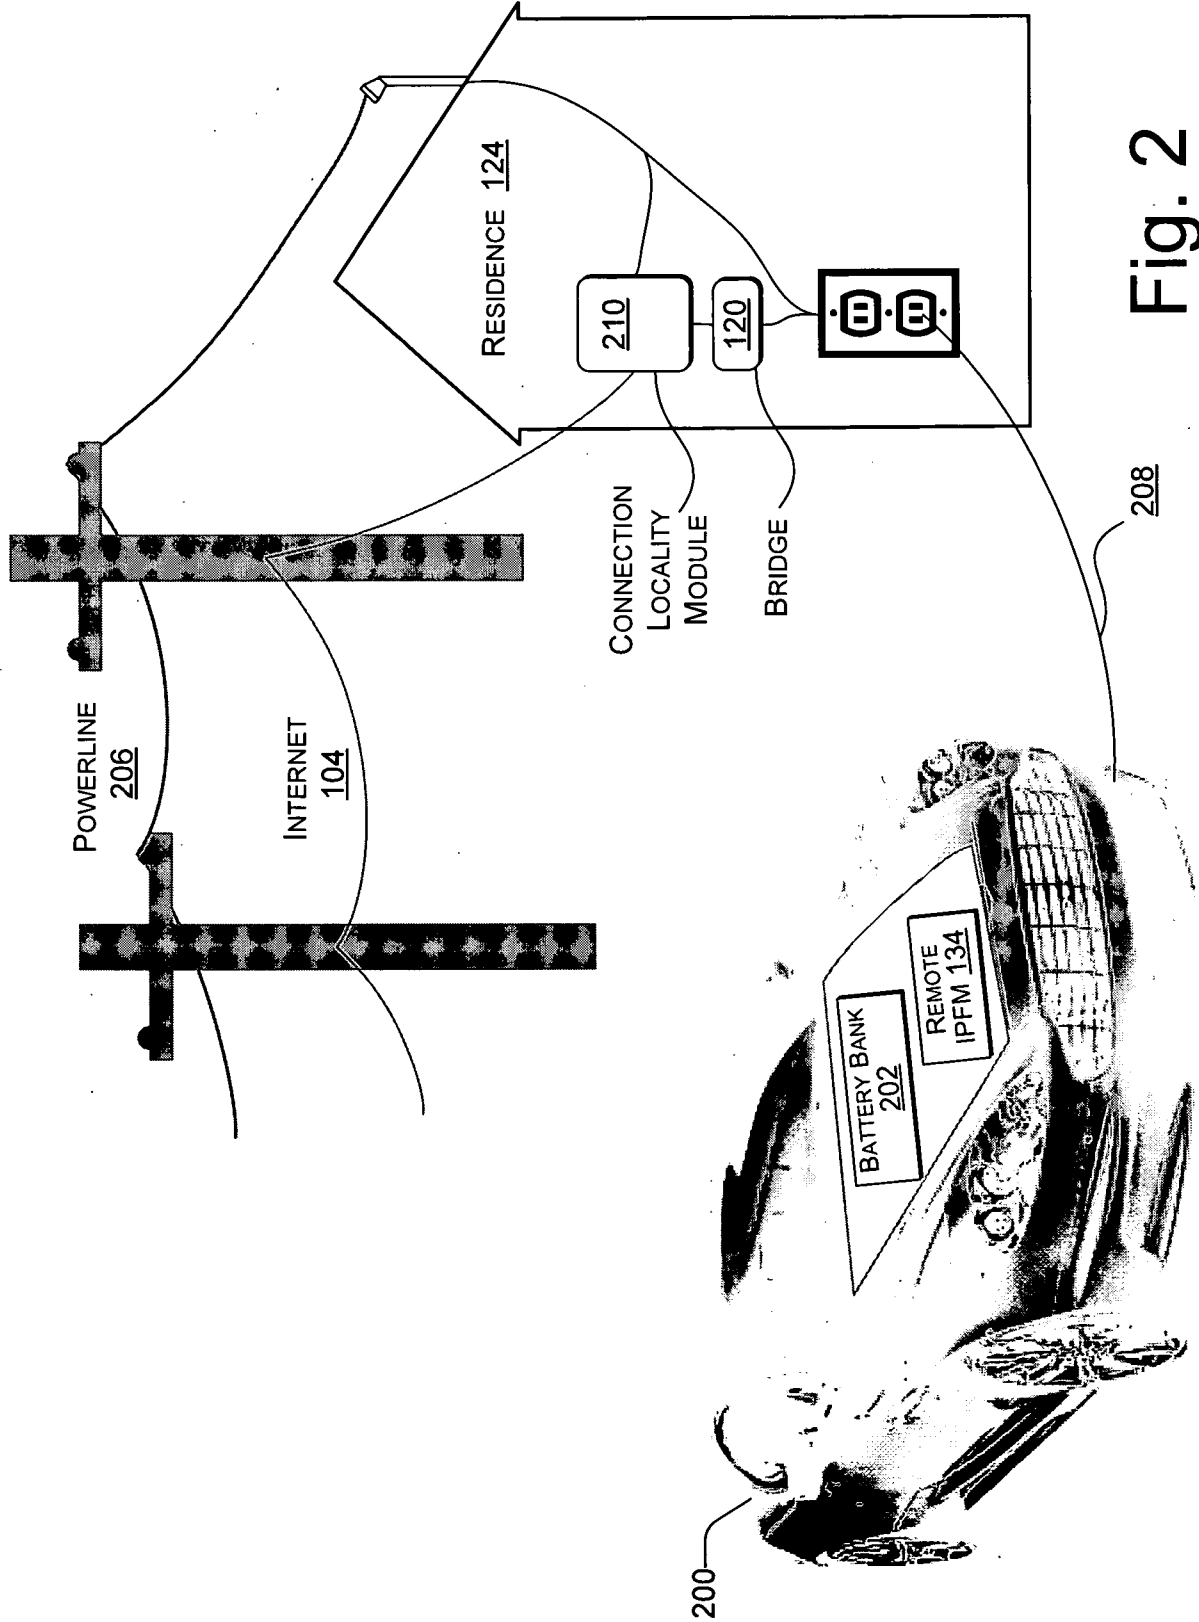 POWERLINE
206
INTERNET
104
RESIDENCE 124
210
120
CONNECTION
LOCALITY
MODULE
BRIDGE
208
BATTERY BANK
202
REMOTE
IPFM 134
200
Fig. 2